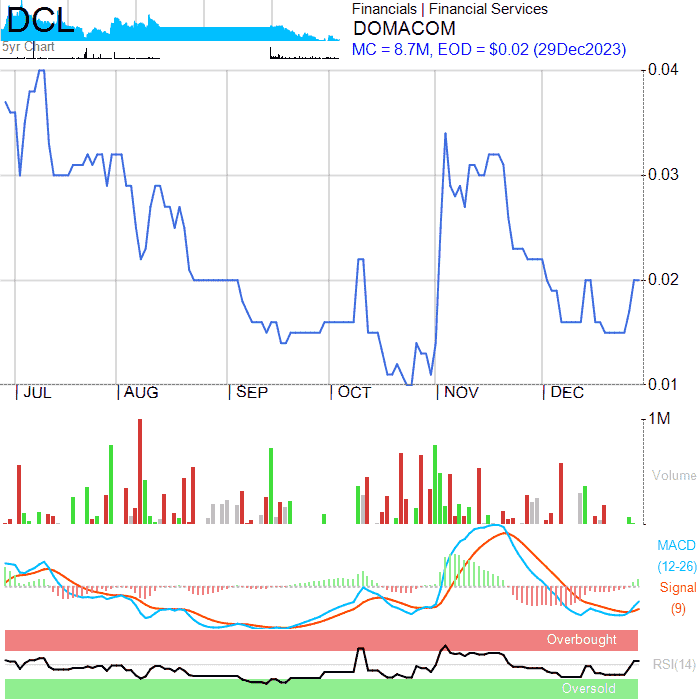 DCL
5yr Chart
Financials | Financial Services
DOMACOM
MC = 8.7M, EOD = $0.02 (29Dec2023)
0.04
0.03
0.02
0.01
JUL AUG SEP OCT NOV DEC
1M
Volume
MACD
(12-26)
Signal
(9)
Overbought
RSI(14)
Oversold